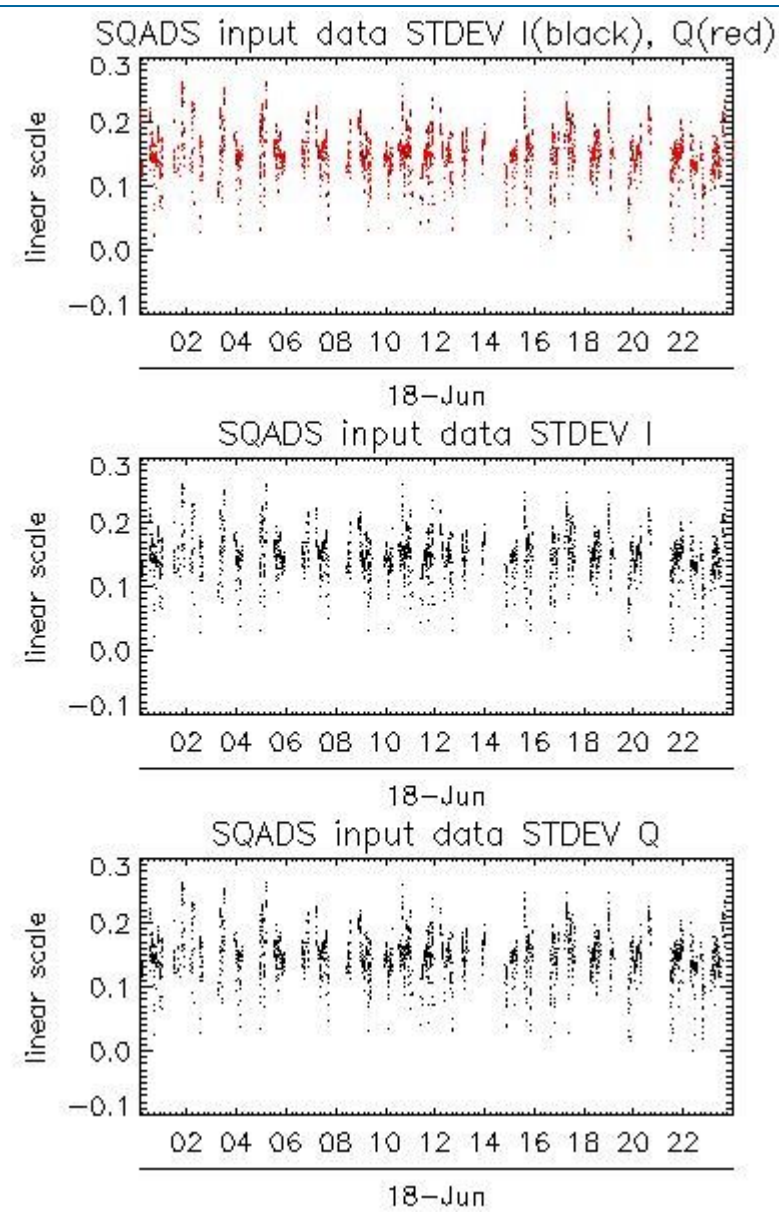 SQADS input data STDEV I(black), Q(red)
0.3
0.2
0.1
0.0
−0.1
linear scale
02 04 06 08 10 12 14 16 18 20 22
18−Jun
SQADS input data STDEV I
0.3
0.2
0.1
0.0
−0.1
linear scale
02 04 06 08 10 12 14 16 18 20 22
18−Jun
SQADS input data STDEV Q
0.3
0.2
0.1
0.0
−0.1
linear scale
02 04 06 08 10 12 14 16 18 20 22
18−Jun